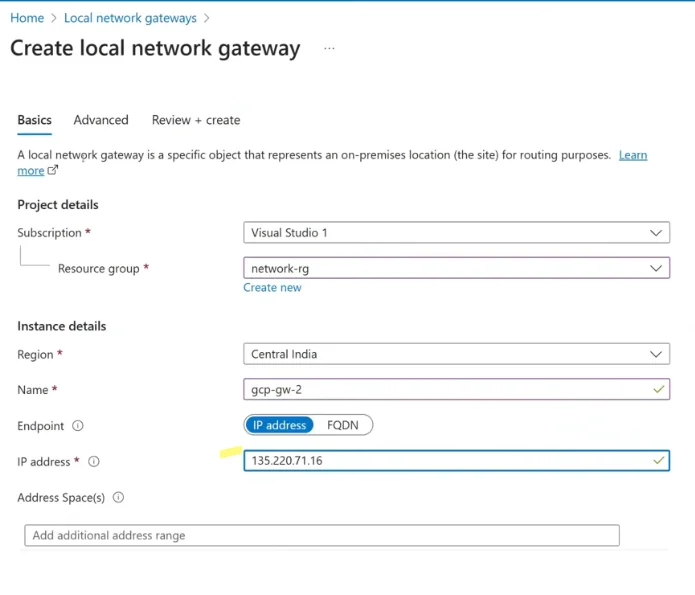 Home > Local network gateways >
Create local network gateway ...
Basics Advanced Review + create
A local network gateway is a specific object that represents an on-premises location (the site) for routing purposes. Learn
more
Project details
Subscription * Visual Studio 1
Resource group * network-rg
Create new
Instance details
Region * Central India
Name * gcp-gw-2
Endpoint IP address FQDN
IP address * 135.220.71.16
Address Space(s)
Add additional address range